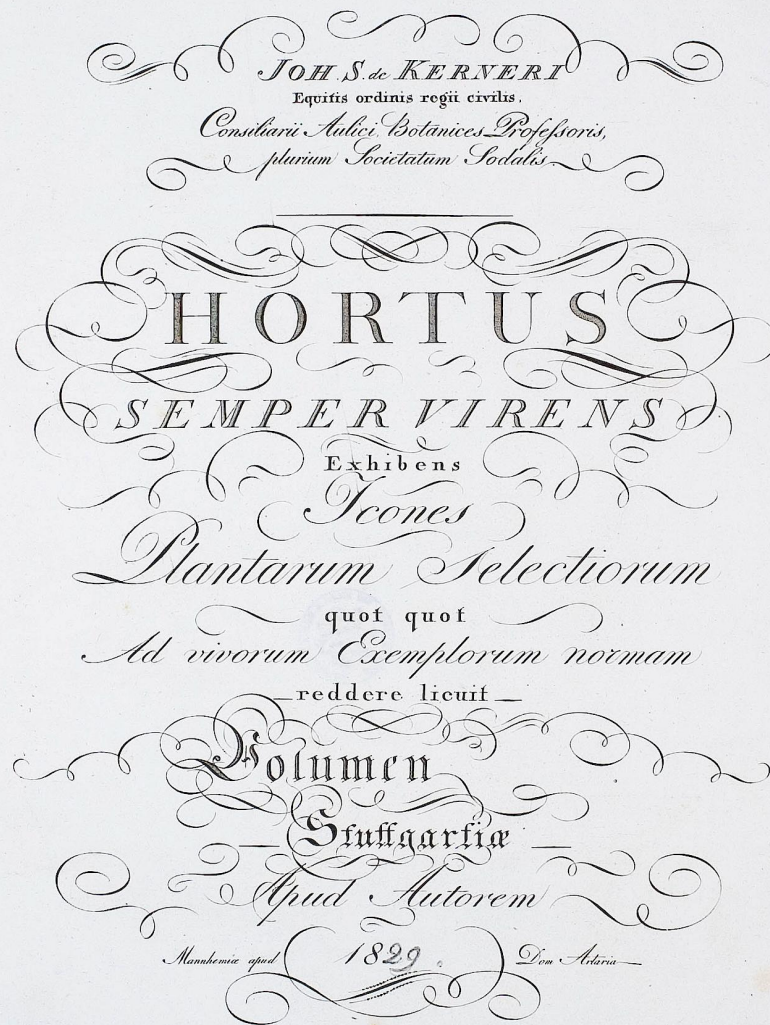 JOH. S. de KERNERI
Equitis ordinis regii civilis,
Consiliarii Aulici, Botanices Professoris,
plurium Societatum Sodalis
HORTUS
SEMPER VIRENS
Exhibens
Icones
Plantarum Selectiorum
quot quot
Ad vivorum Exemplorum normam
reddere licuit
Volumen
Stuttgartiæ
Apud Autorem
Mannhemiæ apud 1829. Dom Artaria